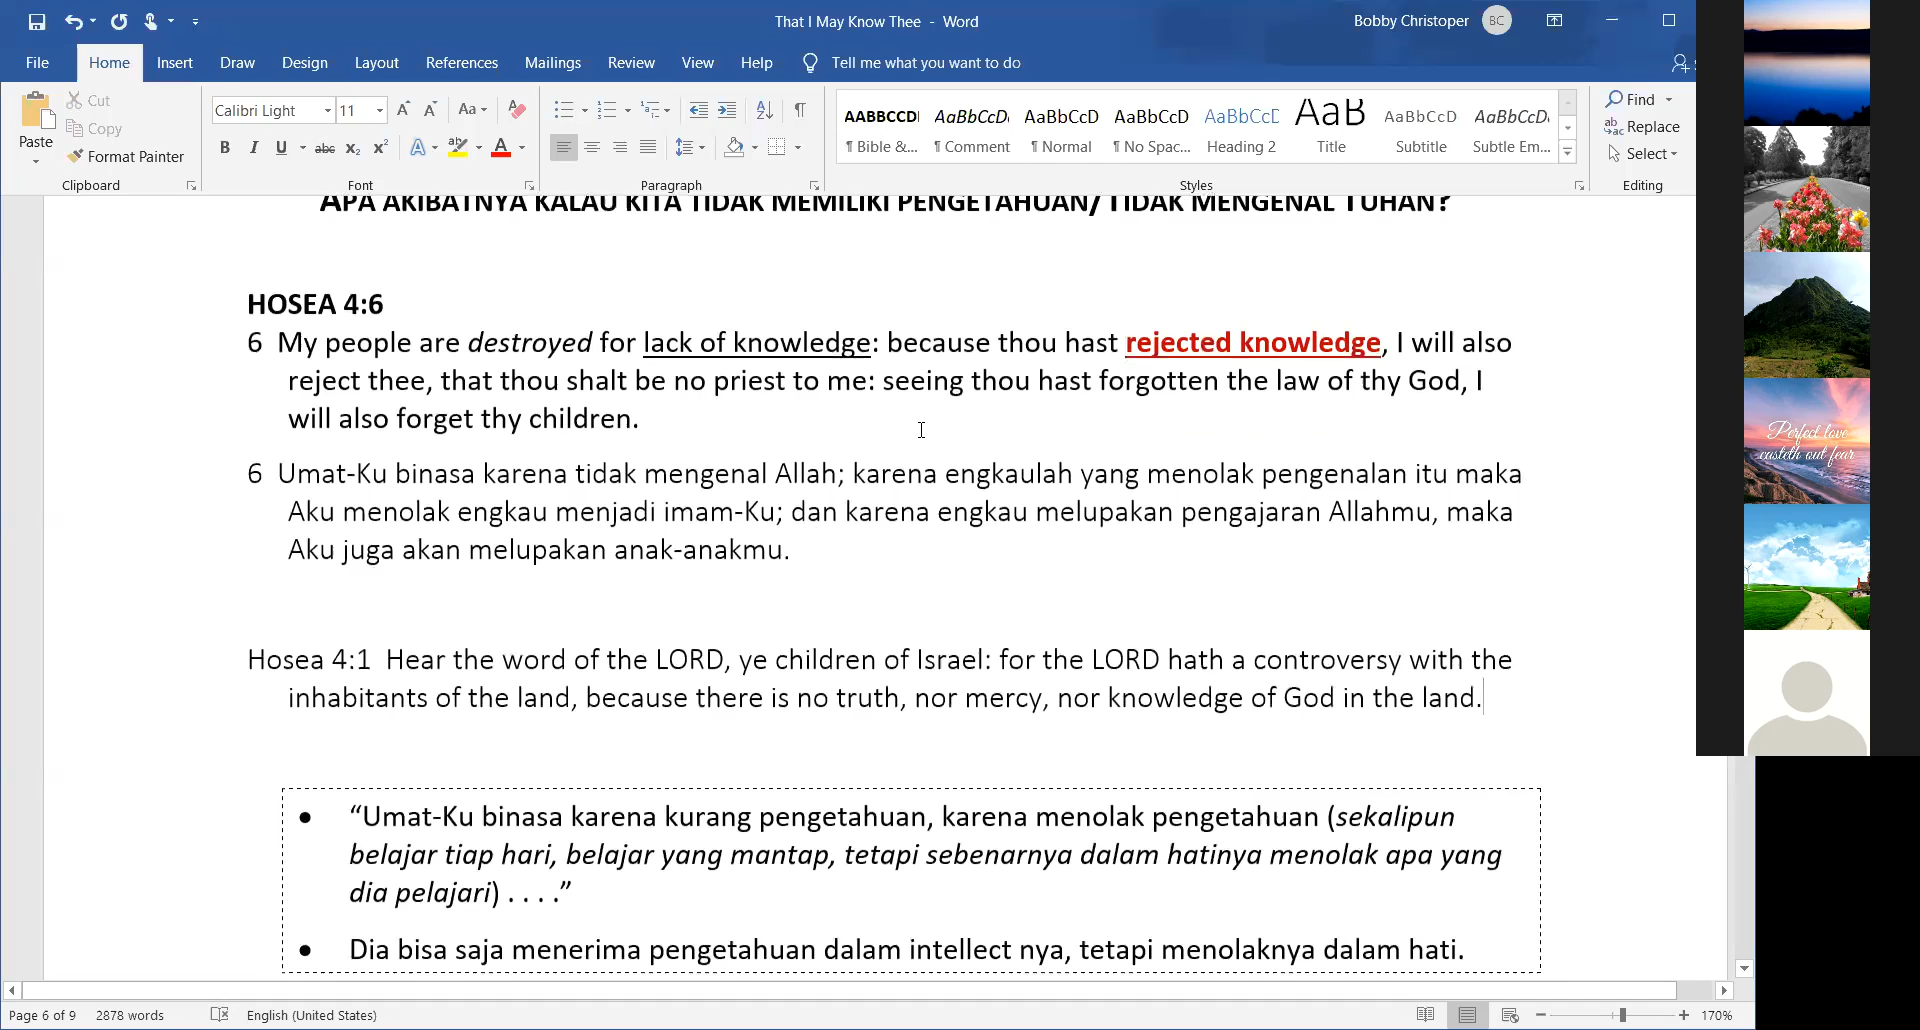 That I May Know Thee - Word
Bobby Christoper BC
File Home Insert Draw Design Layout References Mailings Review View Help Tell me what you want to do
Paste
Cut
Copy
Format Painter
Clipboard
Calibri Light 11
Font
Paragraph
AABBCCDI AaBbCcDi AaBbCcD AaBbCcD AaBbCcD AaB AaBbCcD AaBbCcDi
¶ Bible &... ¶ Comment ¶ Normal ¶ No Spac... Heading 2 Title Subtitle Subtle Em...
Styles
Find
Replace
Select
Editing
APA AKIBATNYA KALAU KITA TIDAK MEMILIKI PENGETAHUAN/TIDAK MENGENAL TUHAN?
HOSEA 4:6
6 My people are destroyed for lack of knowledge: because thou hast rejected knowledge, I will also
reject thee, that thou shalt be no priest to me: seeing thou hast forgotten the law of thy God, I
will also forget thy children.
6 Umat-Ku binasa karena tidak mengenal Allah; karena engkaulah yang menolak pengenalan itu maka
Aku menolak engkau menjadi imam-Ku; dan karena engkau melupakan pengajaran Allahmu, maka
Aku juga akan melupakan anak-anakmu.
Hosea 4:1 Hear the word of the LORD, ye children of Israel: for the LORD hath a controversy with the
inhabitants of the land, because there is no truth, nor mercy, nor knowledge of God in the land.
• “Umat-Ku binasa karena kurang pengetahuan, karena menolak pengetahuan (sekalipun
belajar tiap hari, belajar yang mantap, tetapi sebenarnya dalam hatinya menolak apa yang
dia pelajari) . . . .”
• Dia bisa saja menerima pengetahuan dalam intellect nya, tetapi menolaknya dalam hati.
Perfect love
casteth out fear
Page 6 of 9 2878 words English (United States) 170%